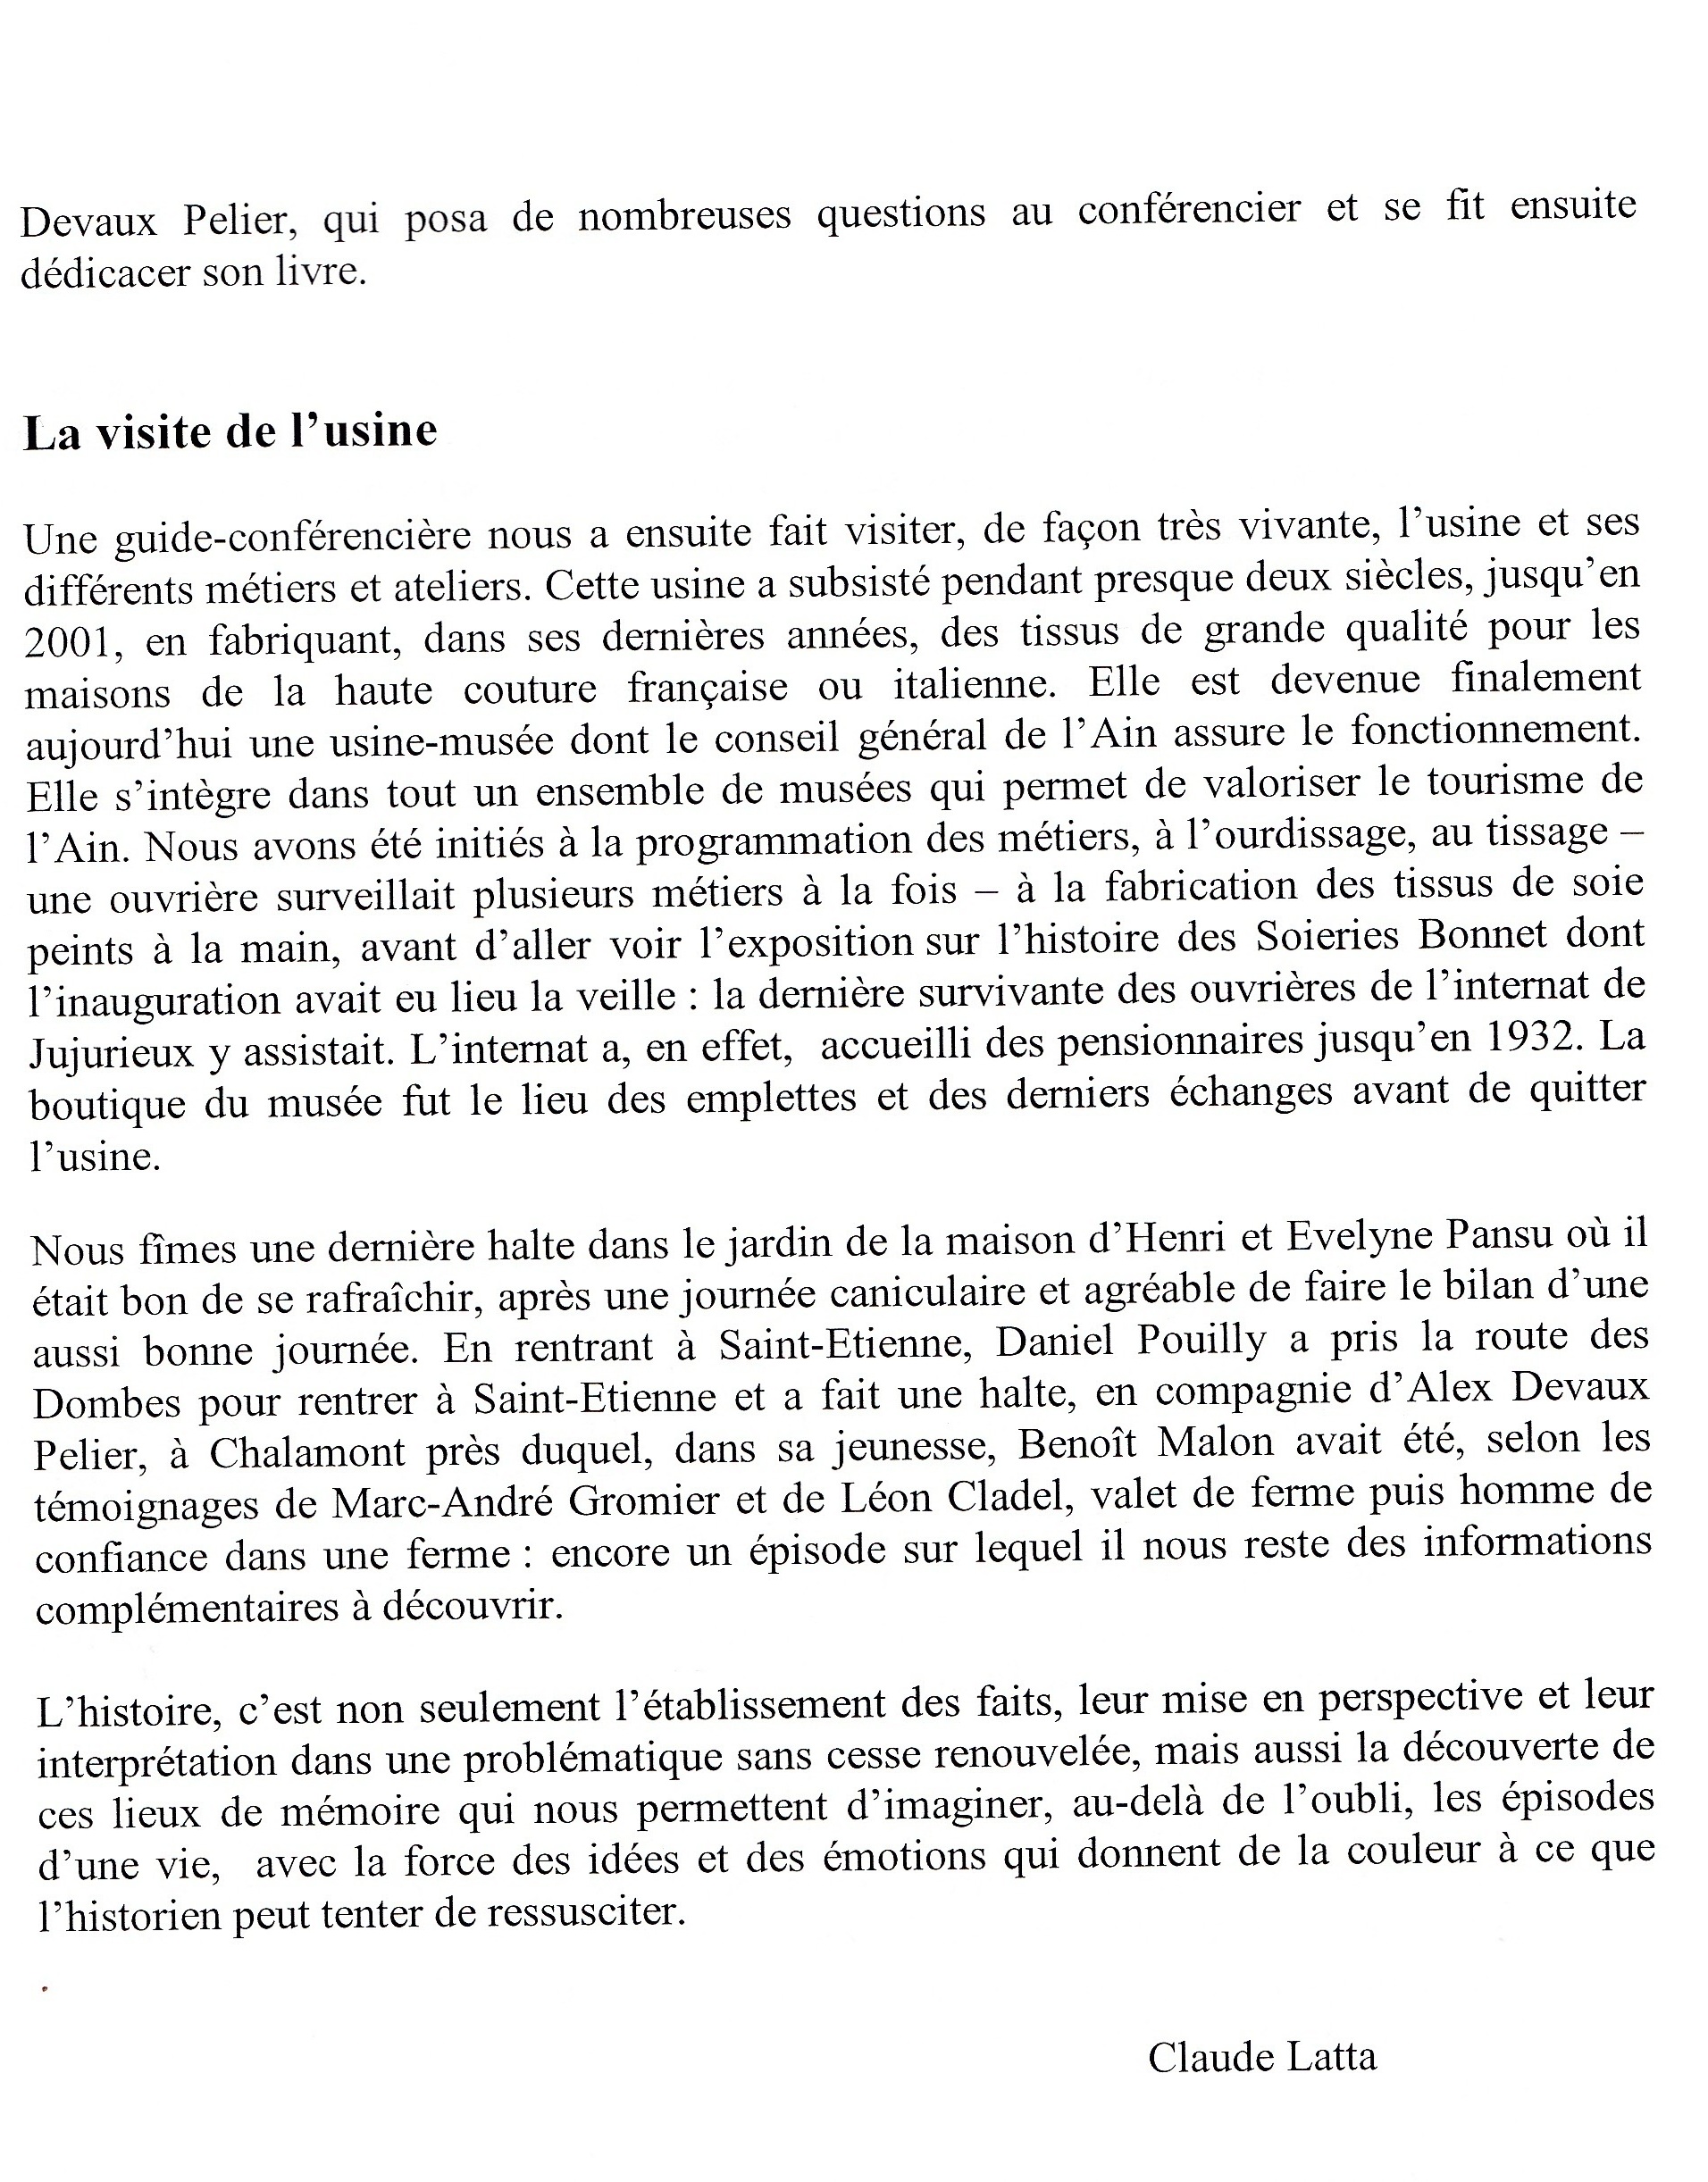 Devaux Pelier, qui posa de nombreuses questions au conférencier et se fit ensuite
dédicacer son livre.
La visite de l’usine
Une guide-conférencière nous a ensuite fait visiter, de façon très vivante, l’usine et ses
différents métiers et ateliers. Cette usine a subsisté pendant presque deux siècles, jusqu’en
2001, en fabriquant, dans ses dernières années, des tissus de grande qualité pour les
maisons de la haute couture française ou italienne. Elle est devenue finalement
aujourd’hui une usine-musée dont le conseil général de l’Ain assure le fonctionnement.
Elle s’intègre dans tout un ensemble de musées qui permet de valoriser le tourisme de
l’Ain. Nous avons été initiés à la programmation des métiers, à l’ourdissage, au tissage –
une ouvrière surveillait plusieurs métiers à la fois – à la fabrication des tissus de soie
peints à la main, avant d’aller voir l’exposition sur l’histoire des Soieries Bonnet dont
l’inauguration avait eu lieu la veille : la dernière survivante des ouvrières de l’internat de
Jujurieux y assistait. L’internat a, en effet,  accueilli des pensionnaires jusqu’en 1932. La
boutique du musée fut le lieu des emplettes et des derniers échanges avant de quitter
l’usine.
Nous fîmes une dernière halte dans le jardin de la maison d’Henri et Evelyne Pansu où il
était bon de se rafraîchir, après une journée caniculaire et agréable de faire le bilan d’une
aussi bonne journée. En rentrant à Saint-Etienne, Daniel Pouilly a pris la route des
Dombes pour rentrer à Saint-Etienne et a fait une halte, en compagnie d’Alex Devaux
Pelier, à Chalamont près duquel, dans sa jeunesse, Benoît Malon avait été, selon les
témoignages de Marc-André Gromier et de Léon Cladel, valet de ferme puis homme de
confiance dans une ferme : encore un épisode sur lequel il nous reste des informations
complémentaires à découvrir.
L’histoire, c’est non seulement l’établissement des faits, leur mise en perspective et leur
interprétation dans une problématique sans cesse renouvelée, mais aussi la découverte de
ces lieux de mémoire qui nous permettent d’imaginer, au-delà de l’oubli, les épisodes
d’une vie,  avec la force des idées et des émotions qui donnent de la couleur à ce que
l’historien peut tenter de ressusciter.
Claude Latta